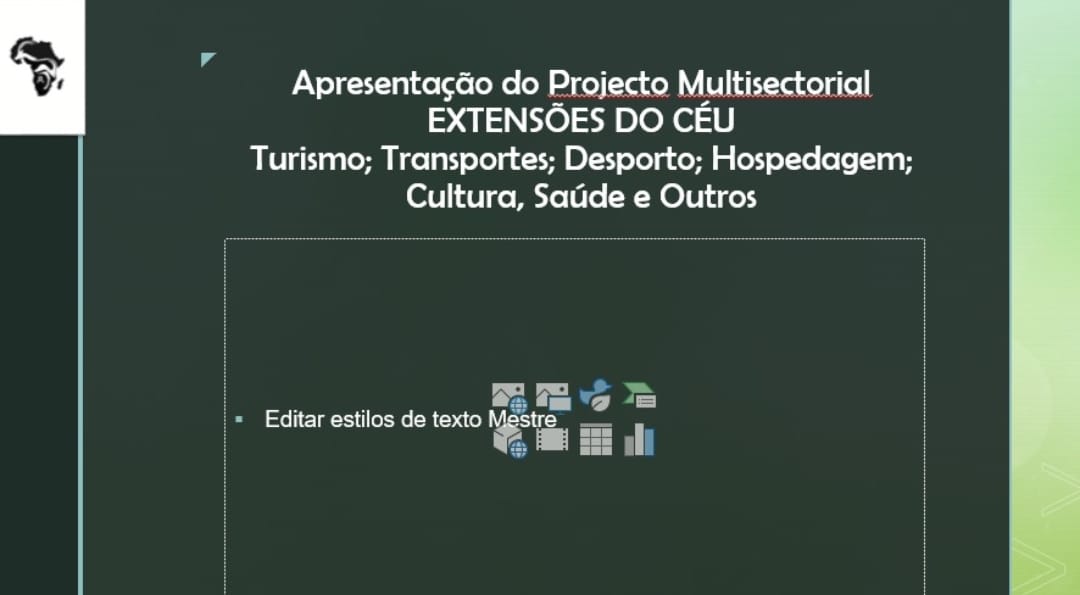 Apresentação do Projecto Multisectorial
EXTENSÕES DO CÉU
Turismo; Transportes; Desporto; Hospedagem;
Cultura, Saúde e Outros
Editar estilos de texto Mestre